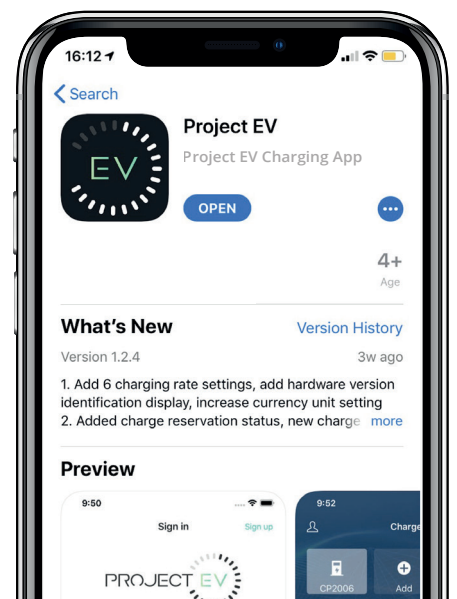 16:12
Search
EV
Project EV
Project EV Charging App
OPEN
4+
Age
What's New
Version History
Version 1.2.4
3w ago
1. Add 6 charging rate settings, add hardware version
identification display, increase currency unit setting
2. Added charge reservation status, new charge
more
Preview
9:50
Sign in
Sign up
PROJECT EV
9:52
Charge
CP2006
Add